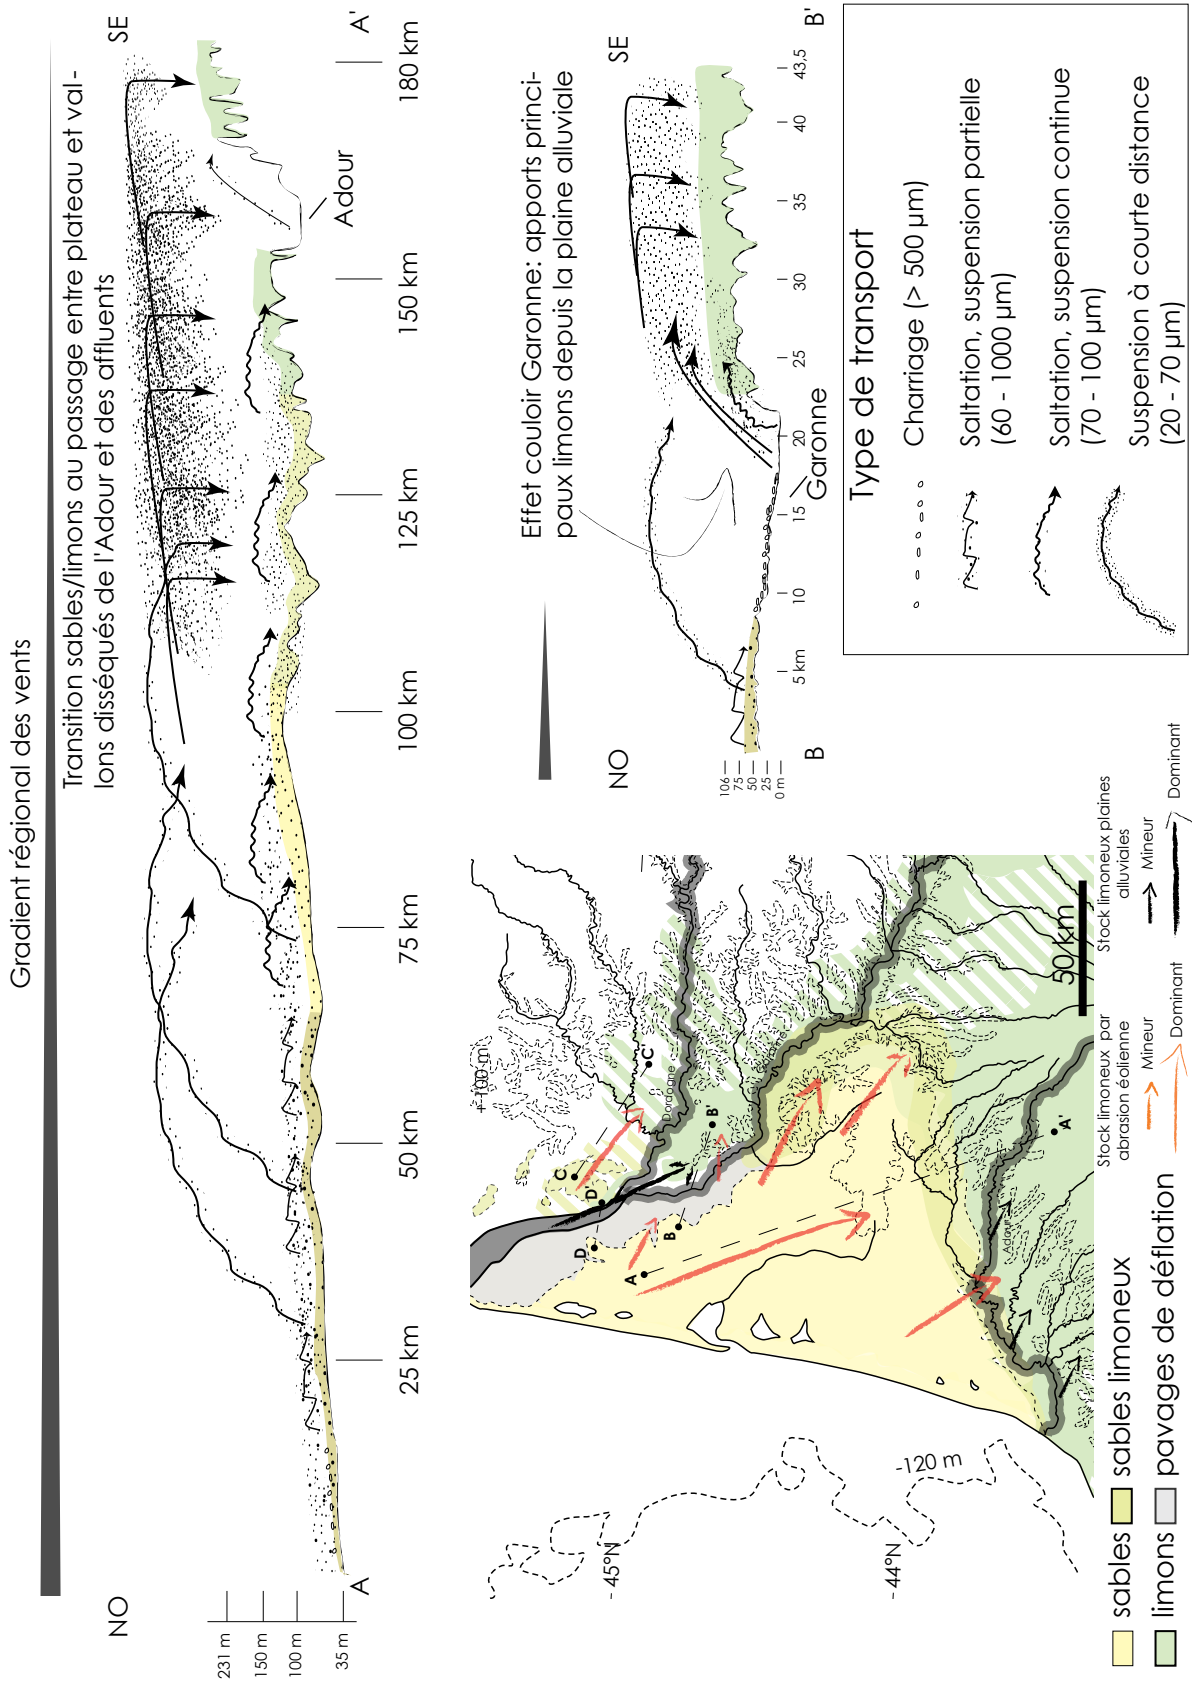 Gradient régional des vents
Transition sables/limons au passage entre plateau et val-
lons disséqués de l'Adour et des affluents
NO
SE
231 m
150 m
100 m
35 m
A
A'
25 km
50 km
75 km
100 km
125 km
150 km
180 km
Adour
Effet couloir Garonne: apports princi-
paux limons depuis la plaine alluviale
NO
SE
106
75
50
25
0 m
B
B'
5 km
10
15
20
25
30
35
40
43,5
Garonne
Type de transport
Charriage (> 500 µm)
Saltation, suspension partielle
(60 - 1000 µm)
Saltation, suspension continue
(70 - 100 µm)
Suspension à courte distance
(20 - 70 µm)
+-100 m
C
C
D'
D
B
B'
A
A'
Dordogne
Garonne
Adour
45°N
44°N
-120 m
50 km
sables
sables limoneux
limons
pavages de déflation
Stock limoneux par
abrasion éolienne
Mineur
Dominant
Stock limoneux plaines
alluviales
Mineur
Dominant